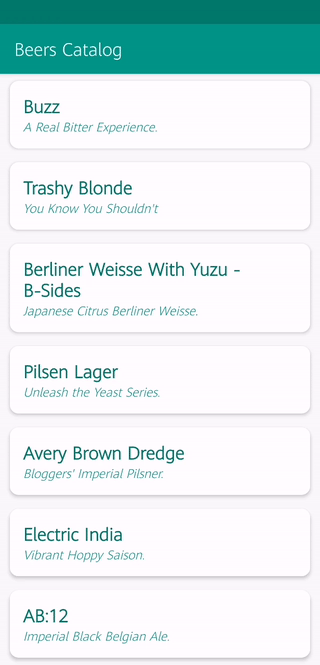 Beers Catalog
Buzz
A Real Bitter Experience.
Trashy Blonde
You Know You Shouldn't
Berliner Weisse With Yuzu -
B-Sides
Japanese Citrus Berliner Weisse.
Pilsen Lager
Unleash the Yeast Series.
Avery Brown Dredge
Bloggers' Imperial Pilsner.
Electric India
Vibrant Hoppy Saison.
AB:12
Imperial Black Belgian Ale.